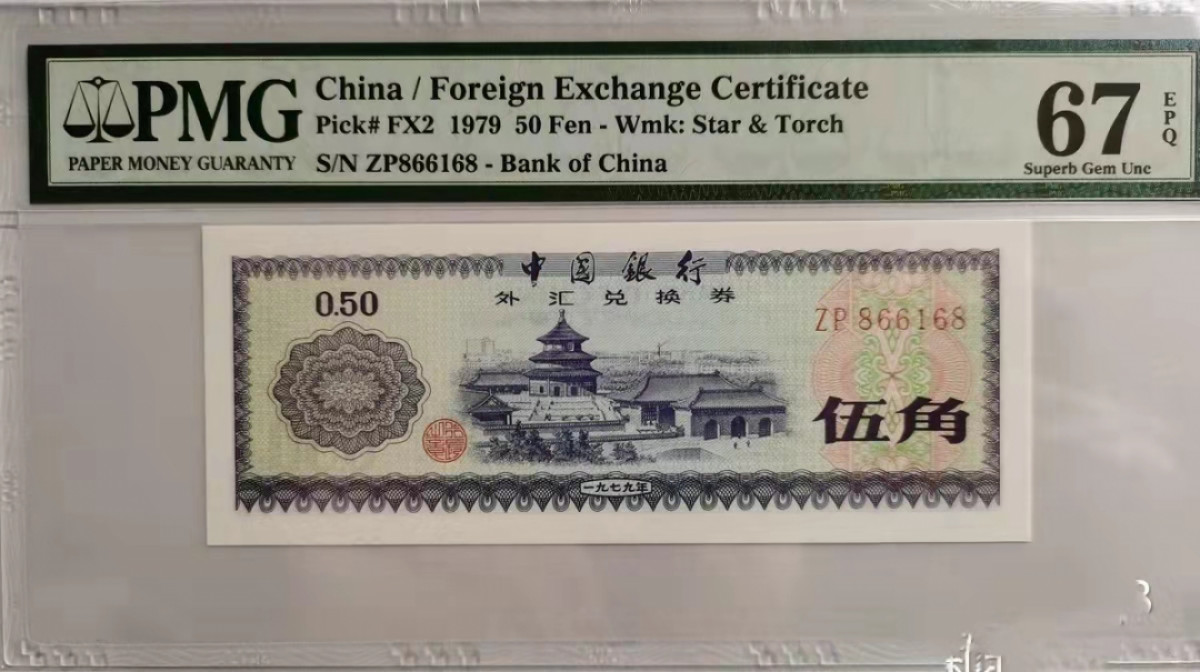 PMG
PAPER MONEY GUARANTY
China / Foreign Exchange Certificate
Pick# FX2 1979 50 Fen - Wmk: Star & Torch
S/N ZP866168 - Bank of China
67
EPQ
Superb Gem Unc
中国銀行
外汇兑换券
0.50
ZP 866168
伍角
一九七九年